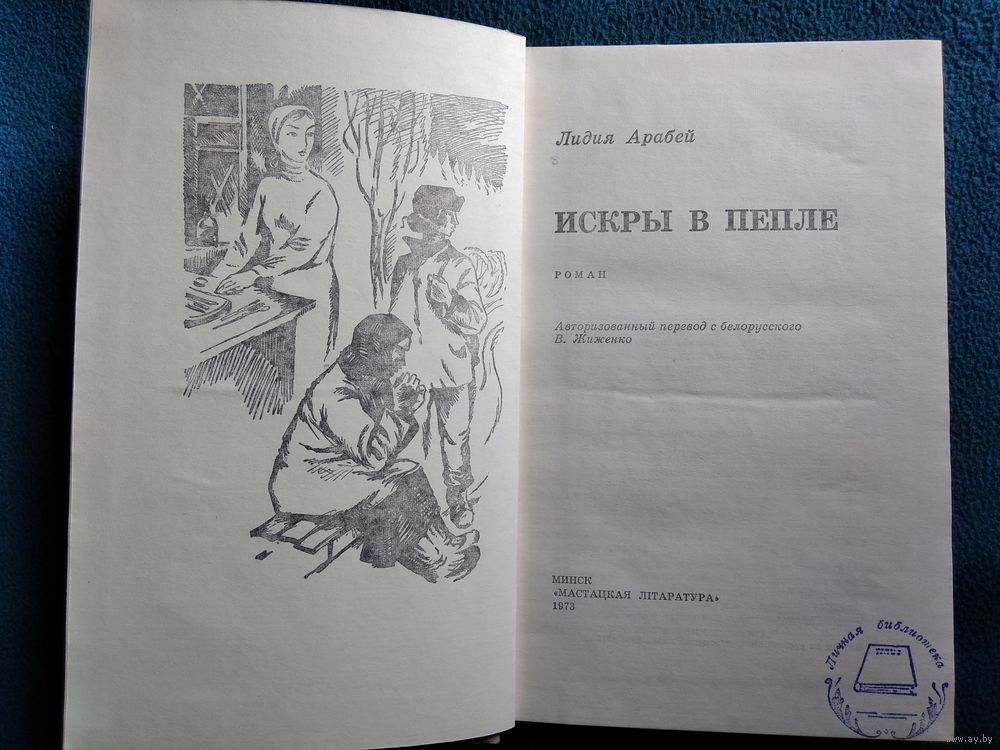 Лидия Арабей
ИСКРЫ В ПЕПЛЕ
РОМАН
Авторизованный перевод с белорусского
В. Жиженко
МИНСК
«МАСТАЦКАЯ ЛІТАРАТУРА»
1973
Личная библиотека
www.ay.by